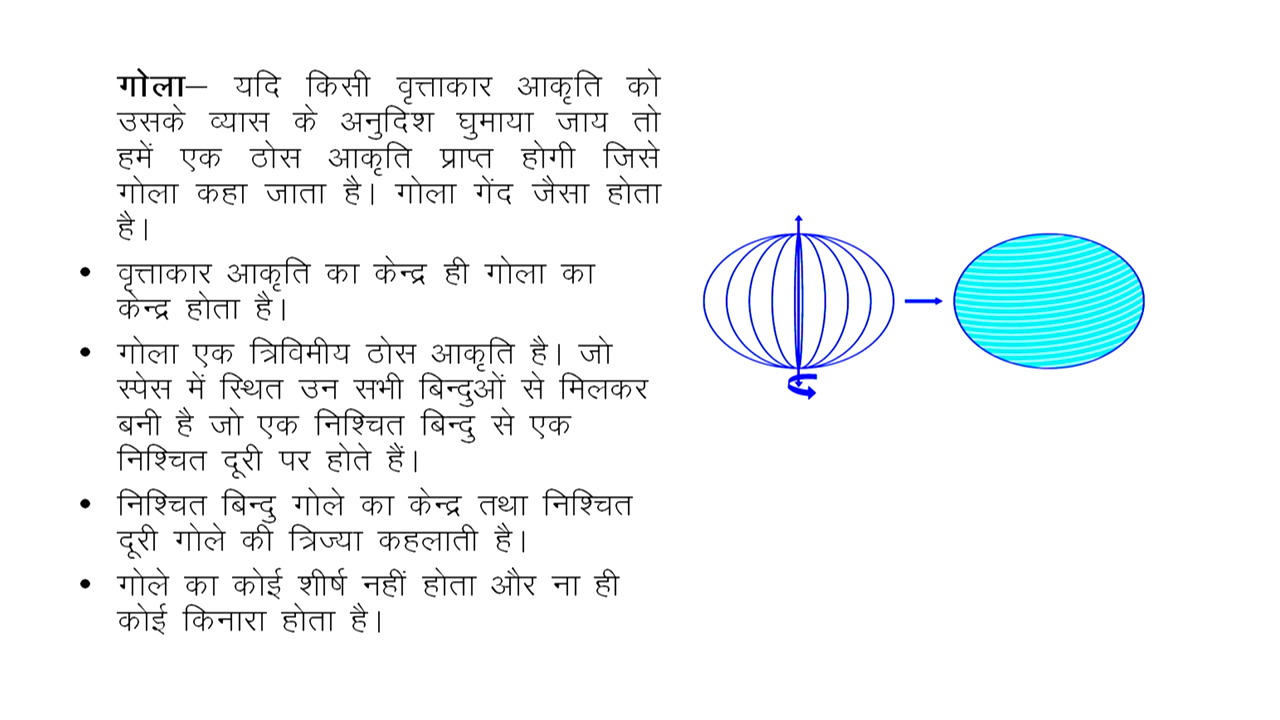 गोला– यदि किसी वृत्ताकार आकृति को
उसके व्यास के अनुदिश घुमाया जाय तो
हमें एक ठोस आकृति प्राप्त होगी जिसे
गोला कहा जाता है। गोला गेंद जैसा होता
है।
• वृत्ताकार आकृति का केन्द्र ही गोला का
केन्द्र होता है।
• गोला एक त्रिविमीय ठोस आकृति है। जो
स्पेस में स्थित उन सभी बिन्दुओं से मिलकर
बनी है जो एक निश्चित बिन्दु से एक
निश्चित दूरी पर होते हैं।
• निश्चित बिन्दु गोले का केन्द्र तथा निश्चित
दूरी गोले की त्रिज्या कहलाती है।
• गोले का कोई शीर्ष नहीं होता और ना ही
कोई किनारा होता है।